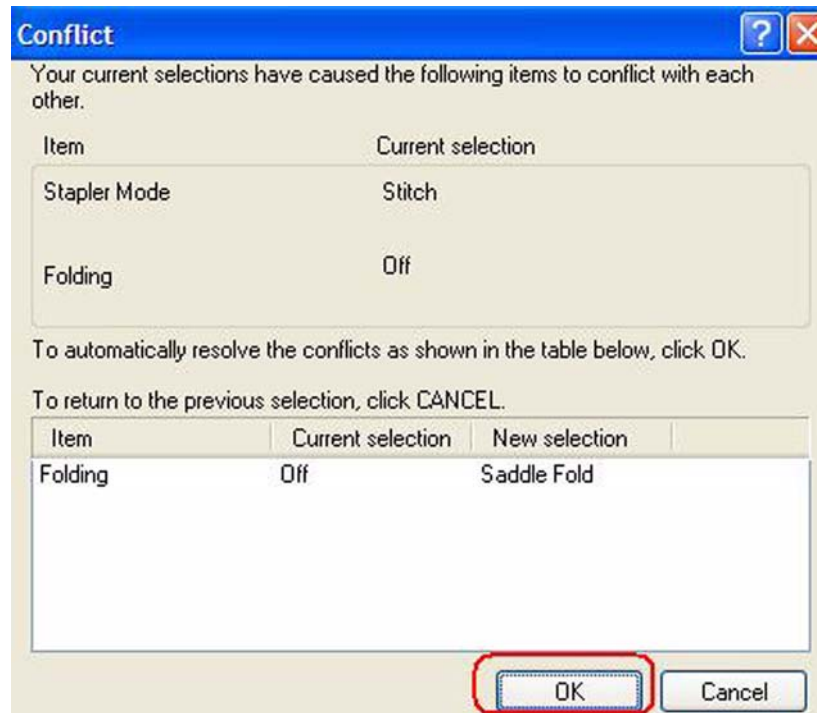 Conflict
Your current selections have caused the following items to conflict with each
other.
Item Current selection
Stapler Mode Stitch
Folding Off
To automatically resolve the conflicts as shown in the table below, click OK.
To return to the previous selection, click CANCEL.
Item Current selection New selection
Folding Off Saddle Fold
OK Cancel